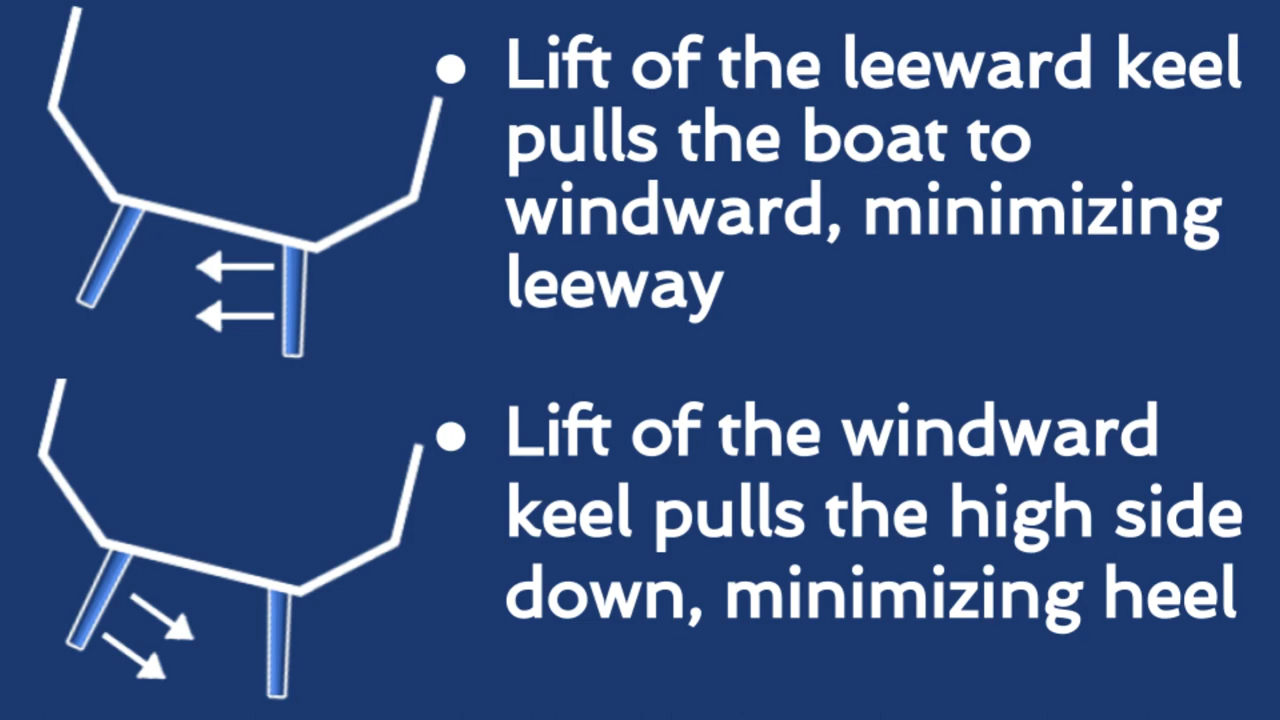 • Lift of the leeward keel
pulls the boat to
windward, minimizing
leeway
• Lift of the windward
keel pulls the high side
down, minimizing heel